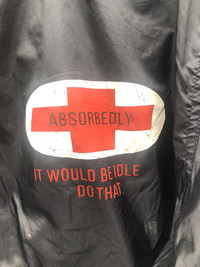 ABSORBEDLY
IT WOULD BEIDLE
DO THAT.